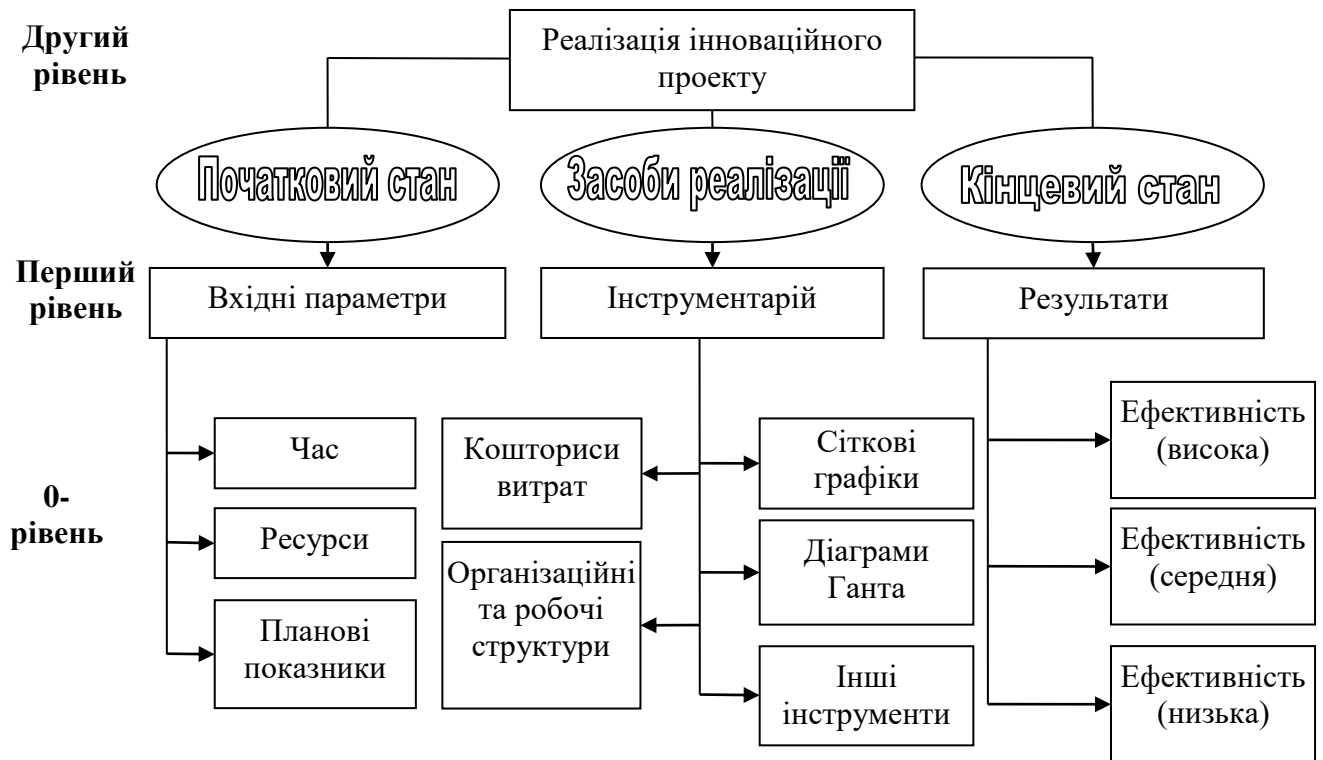 Другий
рівень
Реалізація інноваційного
проекту
Початковий стан
Засоби реалізації
Кінцевий стан
Перший
рівень
Вхідні параметри
Інструментарій
Результати
0-
рівень
Час
Ресурси
Планові
показники
Кошториси
витрат
Організаційні
та робочі
структури
Сіткові
графіки
Діаграми
Ганта
Інші
інструменти
Ефективність
(висока)
Ефективність
(середня)
Ефективність
(низька)